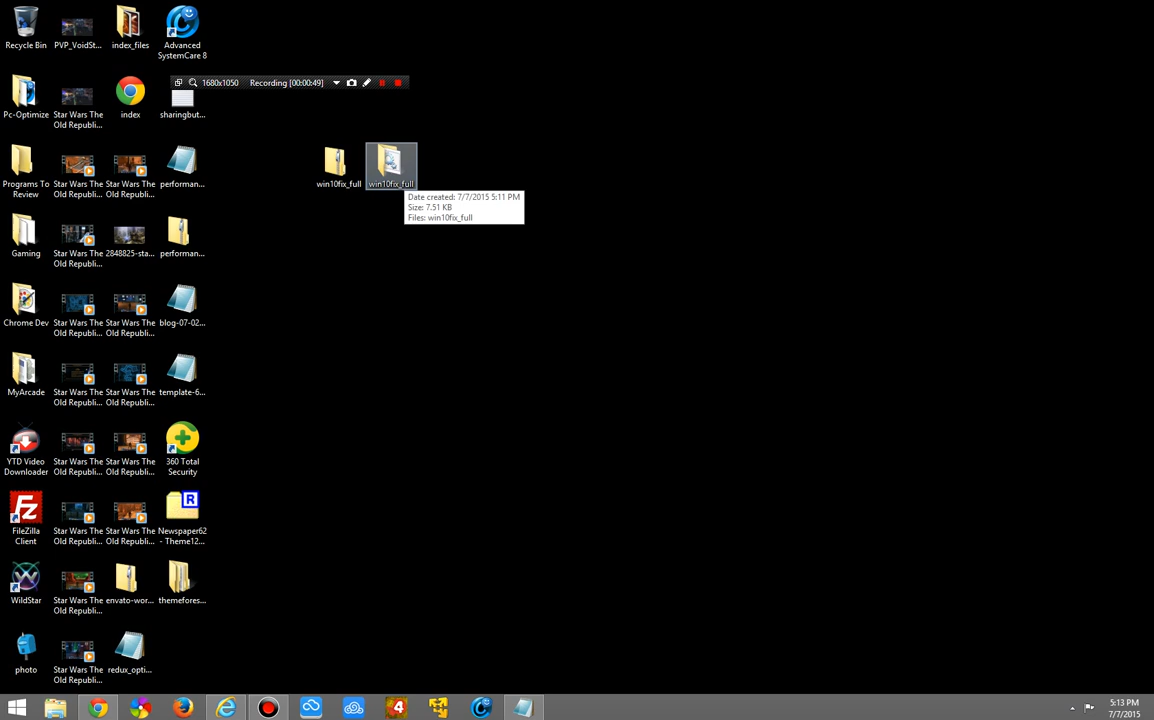 Recycle Bin
PVP_VoidSt...
index_files
Advanced
SystemCare 8
1680x1050 Recording [00:00:49]
Pc-Optimize
Star Wars The
Old Republi...
index
sharingbut...
Programs To
Review
Star Wars The
Old Republi...
Star Wars The
Old Republi...
performan...
win10fix_full
win10fix_full
Date created: 7/7/2015 5:11 PM
Size: 7.51 KB
Files: win10fix_full
Gaming
Star Wars The
Old Republi...
2848825-sta...
performan...
Chrome Dev
Star Wars The
Old Republi...
Star Wars The
Old Republi...
blog-07-02...
MyArcade
Star Wars The
Old Republi...
Star Wars The
Old Republi...
template-6...
YTD Video
Downloader
Star Wars The
Old Republi...
Star Wars The
Old Republi...
360 Total
Security
FileZilla
Client
Star Wars The
Old Republi...
Star Wars The
Old Republi...
R
Newspaper62
- Theme12...
WildStar
Star Wars The
Old Republi...
envato-wor...
themefores...
photo
Star Wars The
Old Republi...
redux_opti...
4
5:13 PM
7/7/2015